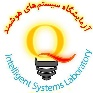 آزمایشگاه سیستم‌های هوشمند
Intelligent Systems Laboratory